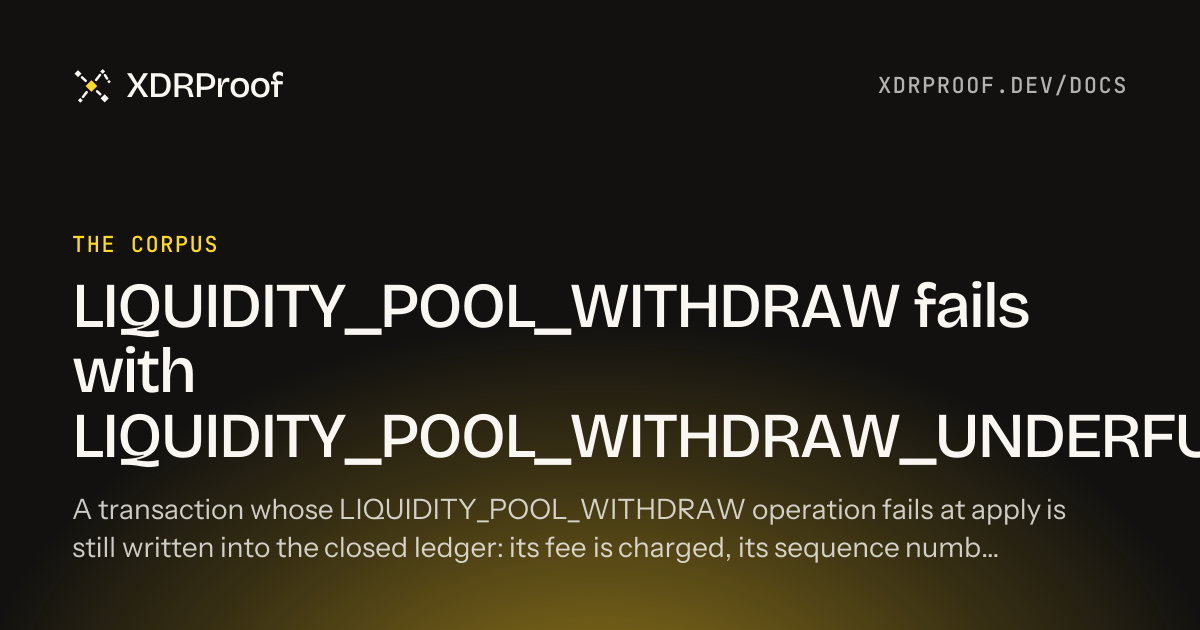 XDRProof
XDRPROOF.DEV/DOCS
THE CORPUS
LIQUIDITY_POOL_WITHDRAW fails
with
LIQUIDITY_POOL_WITHDRAW_UNDERFU
A transaction whose LIQUIDITY_POOL_WITHDRAW operation fails at apply is
still written into the closed ledger: its fee is charged, its sequence numb...